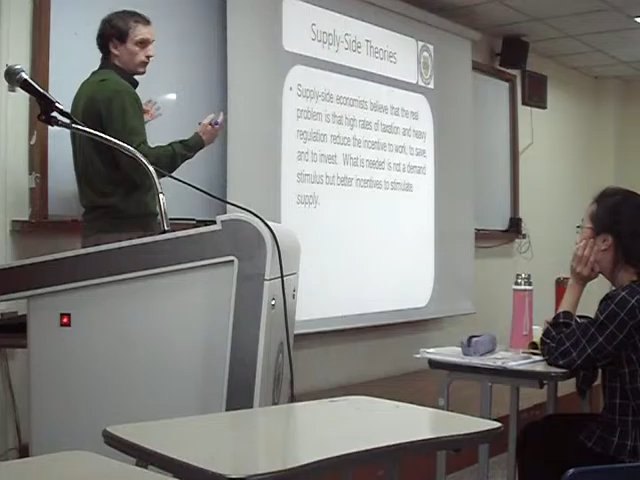 Supply-Side Theories
• Supply-side economists believe that the real
problem is that high rates of taxation and heavy
regulation reduce the incentive to work, to save,
and to invest. What is needed is not a demand
stimulus but better incentives to stimulate
supply.